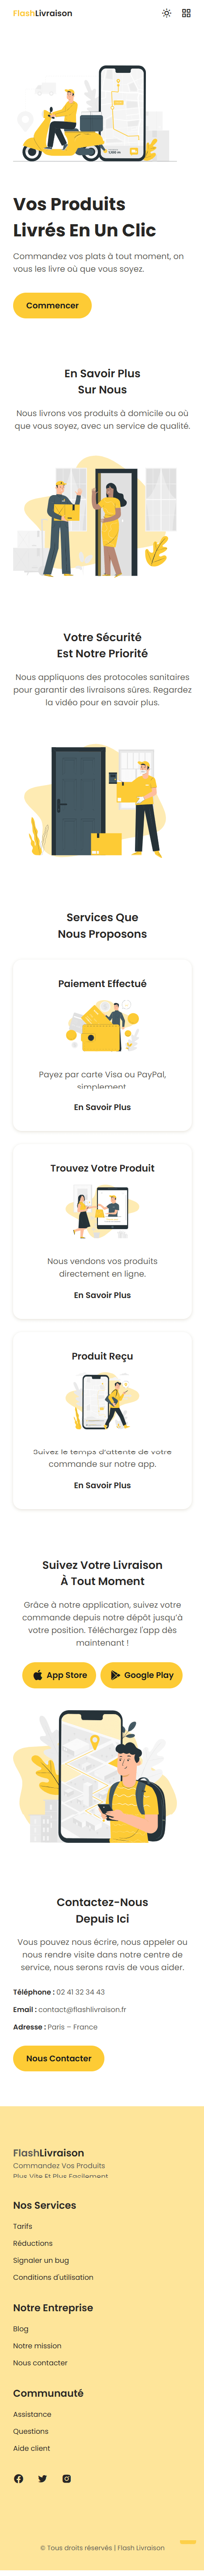 FlashLivraison
Vos Produits
Livrés En Un Clic
Commandez vos plats à tout moment, on
vous les livre où que vous soyez.
Commencer
En Savoir Plus
Sur Nous
Nous livrons vos produits à domicile ou où
que vous soyez, avec un service de qualité.
Votre Sécurité
Est Notre Priorité
Nous appliquons des protocoles sanitaires
pour garantir des livraisons sûres. Regardez
la vidéo pour en savoir plus.
Services Que
Nous Proposons
Paiement Effectué
Payez par carte Visa ou PayPal,
simplement
En Savoir Plus
Trouvez Votre Produit
Nous vendons vos produits
directement en ligne.
En Savoir Plus
Produit Reçu
Suivez le temps d'attente de votre
commande sur notre app.
En Savoir Plus
Suivez Votre Livraison
À Tout Moment
Grâce à notre application, suivez votre
commande depuis notre dépôt jusqu'à
votre position. Téléchargez l'app dès
maintenant !
App Store
Google Play
Contactez-Nous
Depuis Ici
Vous pouvez nous écrire, nous appeler ou
nous rendre visite dans notre centre de
service, nous serons ravis de vous aider.
Téléphone : 02 41 32 34 43
Email : contact@flashlivraison.fr
Adresse : Paris – France
Nous Contacter
FlashLivraison
Commandez Vos Produits
Plus Vite Et Plus Facilement
Nos Services
Tarifs
Réductions
Signaler un bug
Conditions d'utilisation
Notre Entreprise
Blog
Notre mission
Nous contacter
Communauté
Assistance
Questions
Aide client
© Tous droits réservés | Flash Livraison